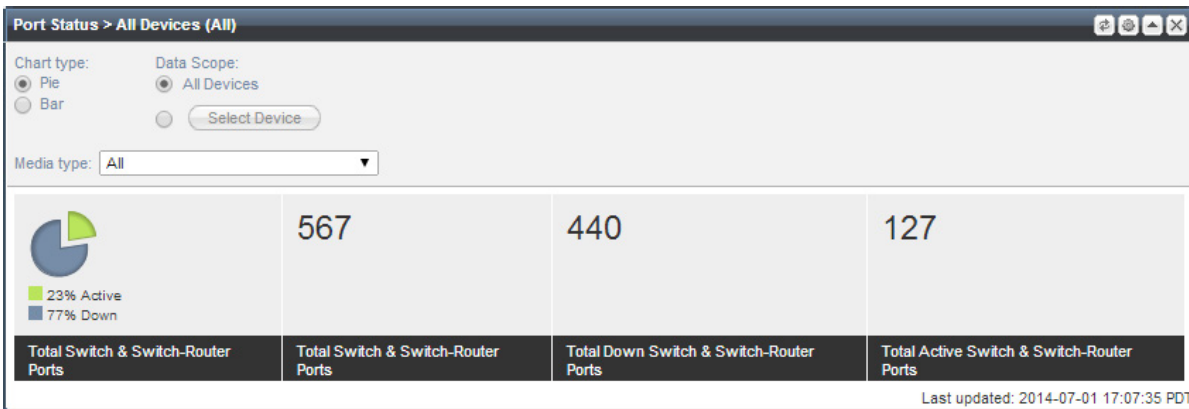 Port Status > All Devices (All)
Chart type:
Data Scope:
Pie
All Devices
Bar
Select Device
Media type: All
567
440
127
23% Active
77% Down
Total Switch & Switch-Router
Ports
Total Switch & Switch-Router
Ports
Total Down Switch & Switch-Router
Ports
Total Active Switch & Switch-Router
Ports
Last updated: 2014-07-01 17:07:35 PDT